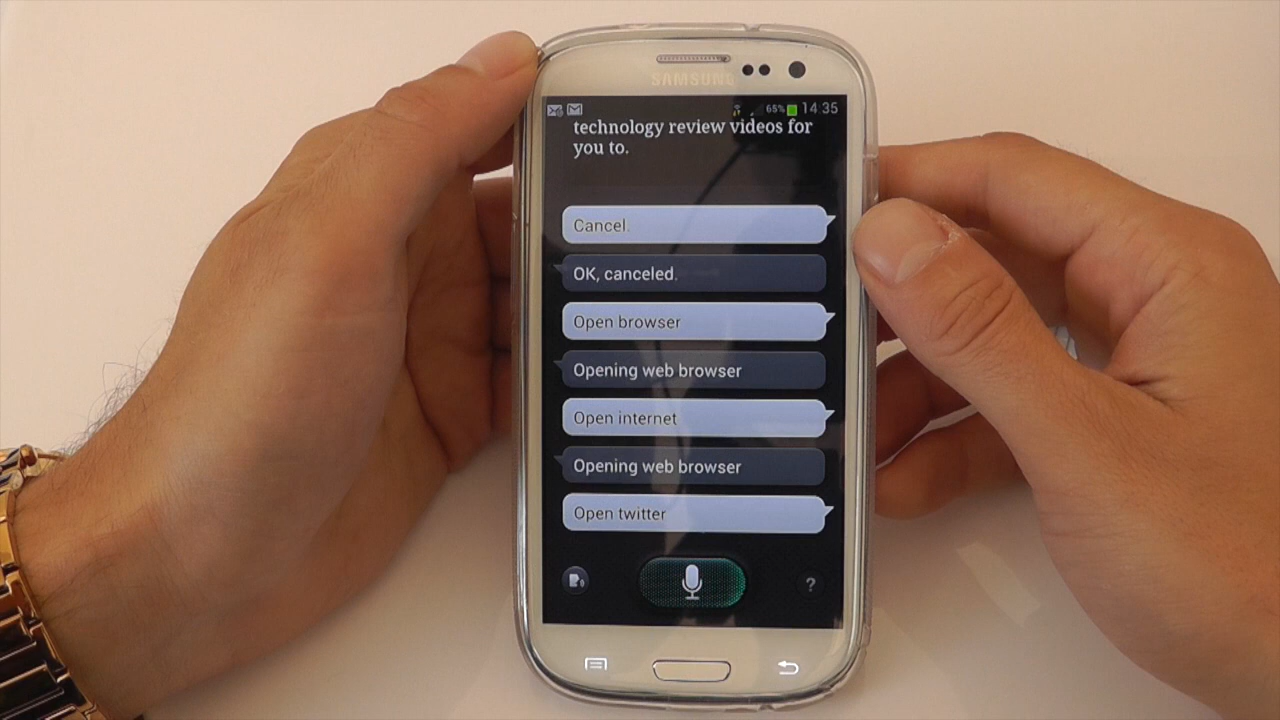 SAMSUNG
65% 14:35
technology review videos for
you to.
Cancel.
OK, canceled.
Open browser
Opening web browser
Open internet
Opening web browser
Open twitter
?